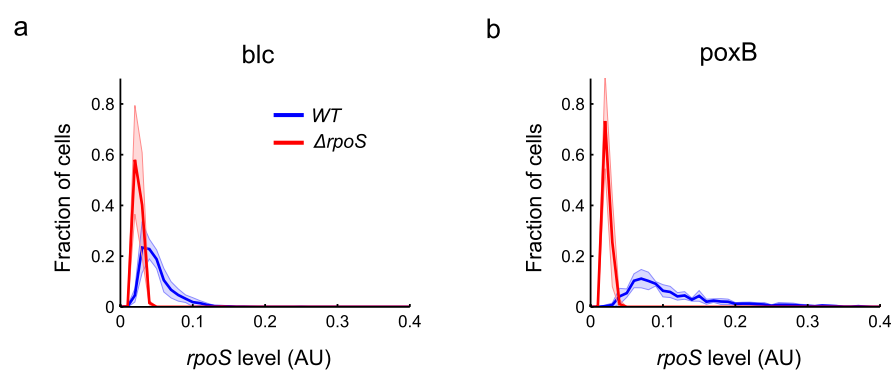 a
blc
Fraction of cells
0.8
0.6
0.4
0.2
0
0
0.1
0.2
0.3
0.4
rpoS level (AU)
WT
ΔrpoS
b
poxB
Fraction of cells
0.8
0.6
0.4
0.2
0
0
0.1
0.2
0.3
0.4
rpoS level (AU)